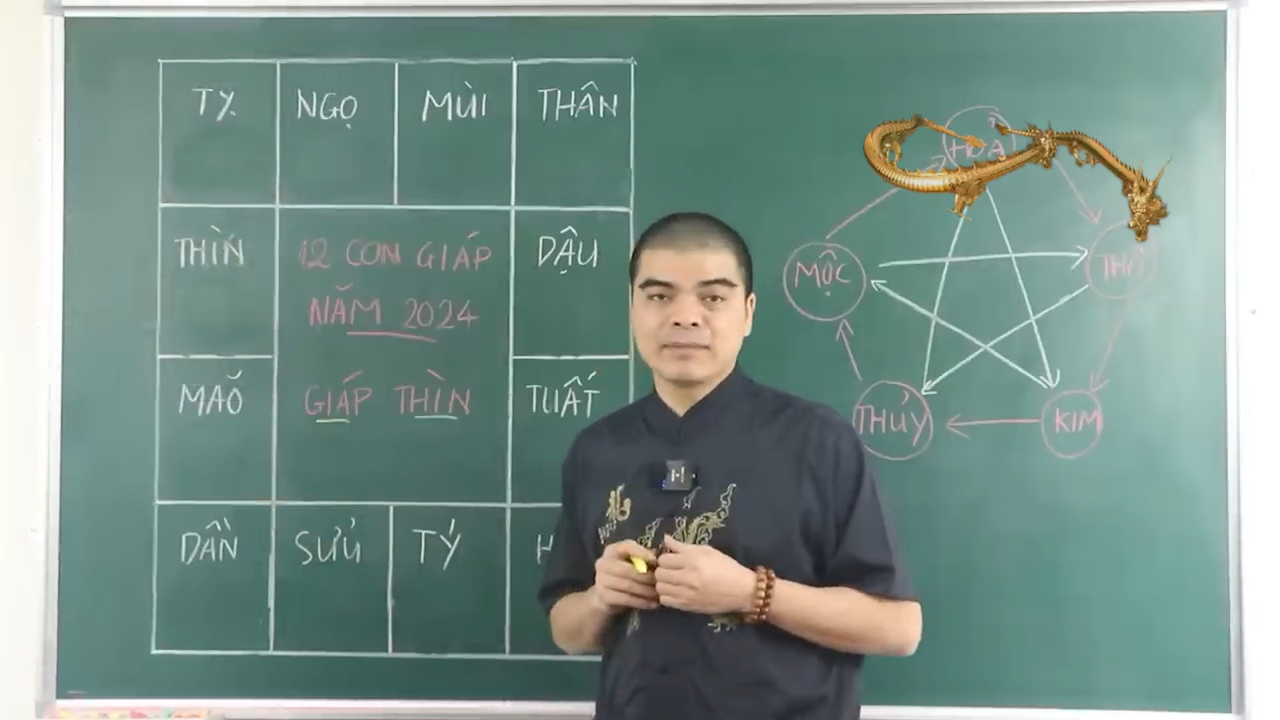 TỴ NGỌ MÙI THÂN
THÌN DẬU
12 CON GIÁP
NĂM 2024
MÃO TUẤT
GIÁP THÌN
DẦN SỬU TÝ
HỎA
MỘC
THỦY KIM
H